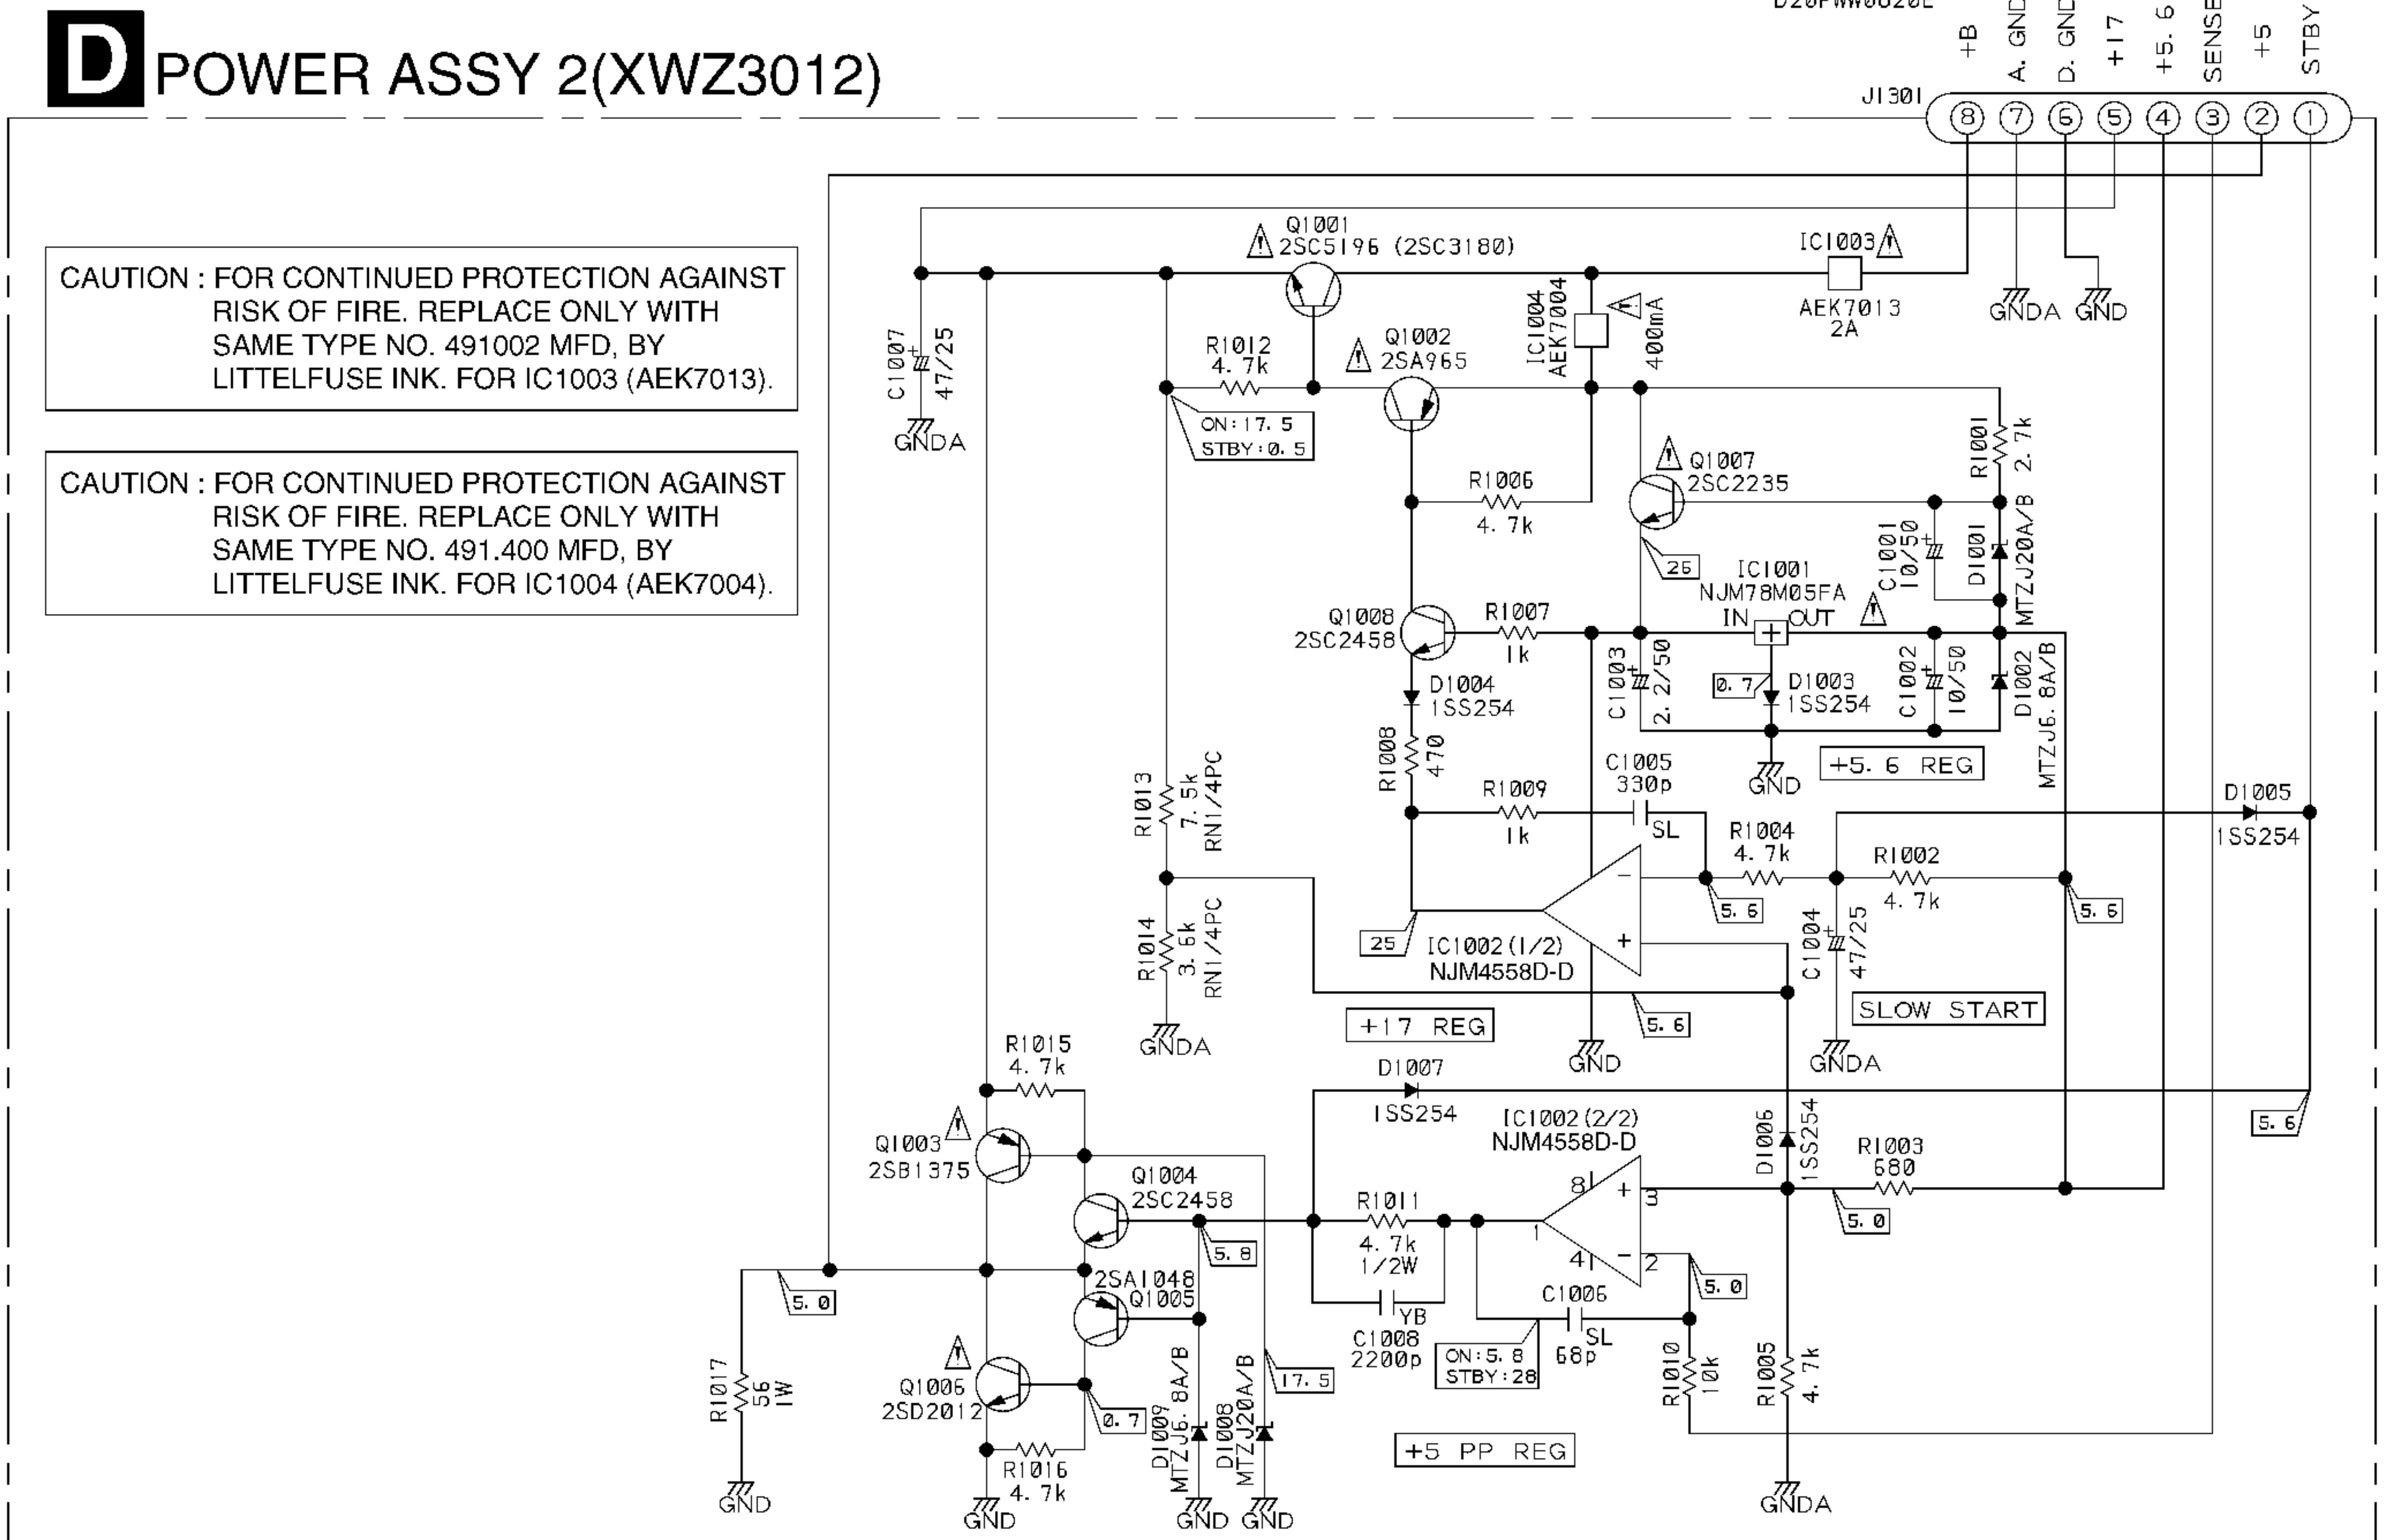 D POWER ASSY 2(XWZ3012)
+B
A. GND
D. GND
+17
+5. 6
SENSE
+5
STBY
J1301
8 7 6 5 4 3 2 1
CAUTION : FOR CONTINUED PROTECTION AGAINST
RISK OF FIRE. REPLACE ONLY WITH
SAME TYPE NO. 491002 MFD, BY
LITTELFUSE INK. FOR IC1003 (AEK7013).
CAUTION : FOR CONTINUED PROTECTION AGAINST
RISK OF FIRE. REPLACE ONLY WITH
SAME TYPE NO. 491.400 MFD, BY
LITTELFUSE INK. FOR IC1004 (AEK7004).
Q1001
2SC5196 (2SC3180)
IC1003
AEK7013
2A
GNDA
GND
C1007
+
47/25
GNDA
R1012
4. 7k
ON:17. 5
STBY:0. 5
Q1002
2SA965
IC1004
AEK7004
400mA
R1001
2. 7k
R1006
4. 7k
Q1007
2SC2235
26
C1001
+
10/50
D1001
MTZJ20A/B
IC1001
NJM78M05FA
IN
+
OUT
Q1008
2SC2458
R1007
1k
C1003
+
2. 2/50
0. 7
D1003
1SS254
C1002
+
10/50
D1002
MTZJ6. 8A/B
D1004
1SS254
R1008
470
GND
+5. 6 REG
R1013
7. 5k
RN1/4PC
R1009
1k
C1005
330p
SL
R1004
4. 7k
R1002
4. 7k
D1005
1SS254
-
+
5. 6
5. 6
25
IC1002 (1/2)
NJM4558D-D
C1004
+
47/25
R1014
3. 6k
RN1/4PC
GNDA
+17 REG
5. 6
GND
SLOW START
GNDA
R1015
4. 7k
D1007
1SS254
5. 6
Q1003
2SB1375
Q1004
2SC2458
IC1002 (2/2)
NJM4558D-D
D1006
1SS254
R1003
680
5. 0
R1011
4. 7k
1/2W
8
+
3
1
4
-
2
5. 8
5. 0
5. 0
2SA1048
Q1005
YB
C1008
2200p
C1006
SL
68p
ON:5. 8
STBY:28
R1010
10k
R1005
4. 7k
R1017
56
1W
Q1006
2SD2012
0. 7
D1009
MTZJ6. 8A/B
D1008
MTZJ20A/B
17. 5
+5 PP REG
R1016
4. 7k
GND
GND
GND
GND
GNDA